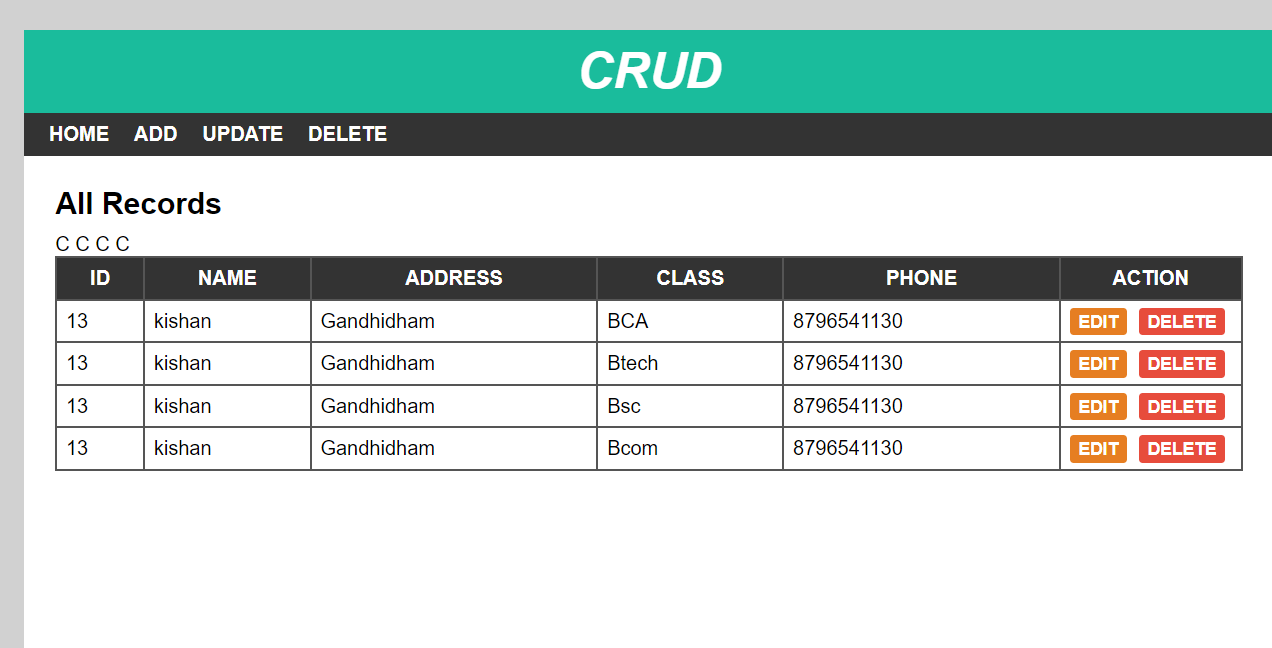 CRUD
HOME ADD UPDATE DELETE
All Records
C C C C
ID NAME ADDRESS CLASS PHONE ACTION
13 kishan Gandhidham BCA 8796541130 EDIT DELETE
13 kishan Gandhidham Btech 8796541130 EDIT DELETE
13 kishan Gandhidham Bsc 8796541130 EDIT DELETE
13 kishan Gandhidham Bcom 8796541130 EDIT DELETE